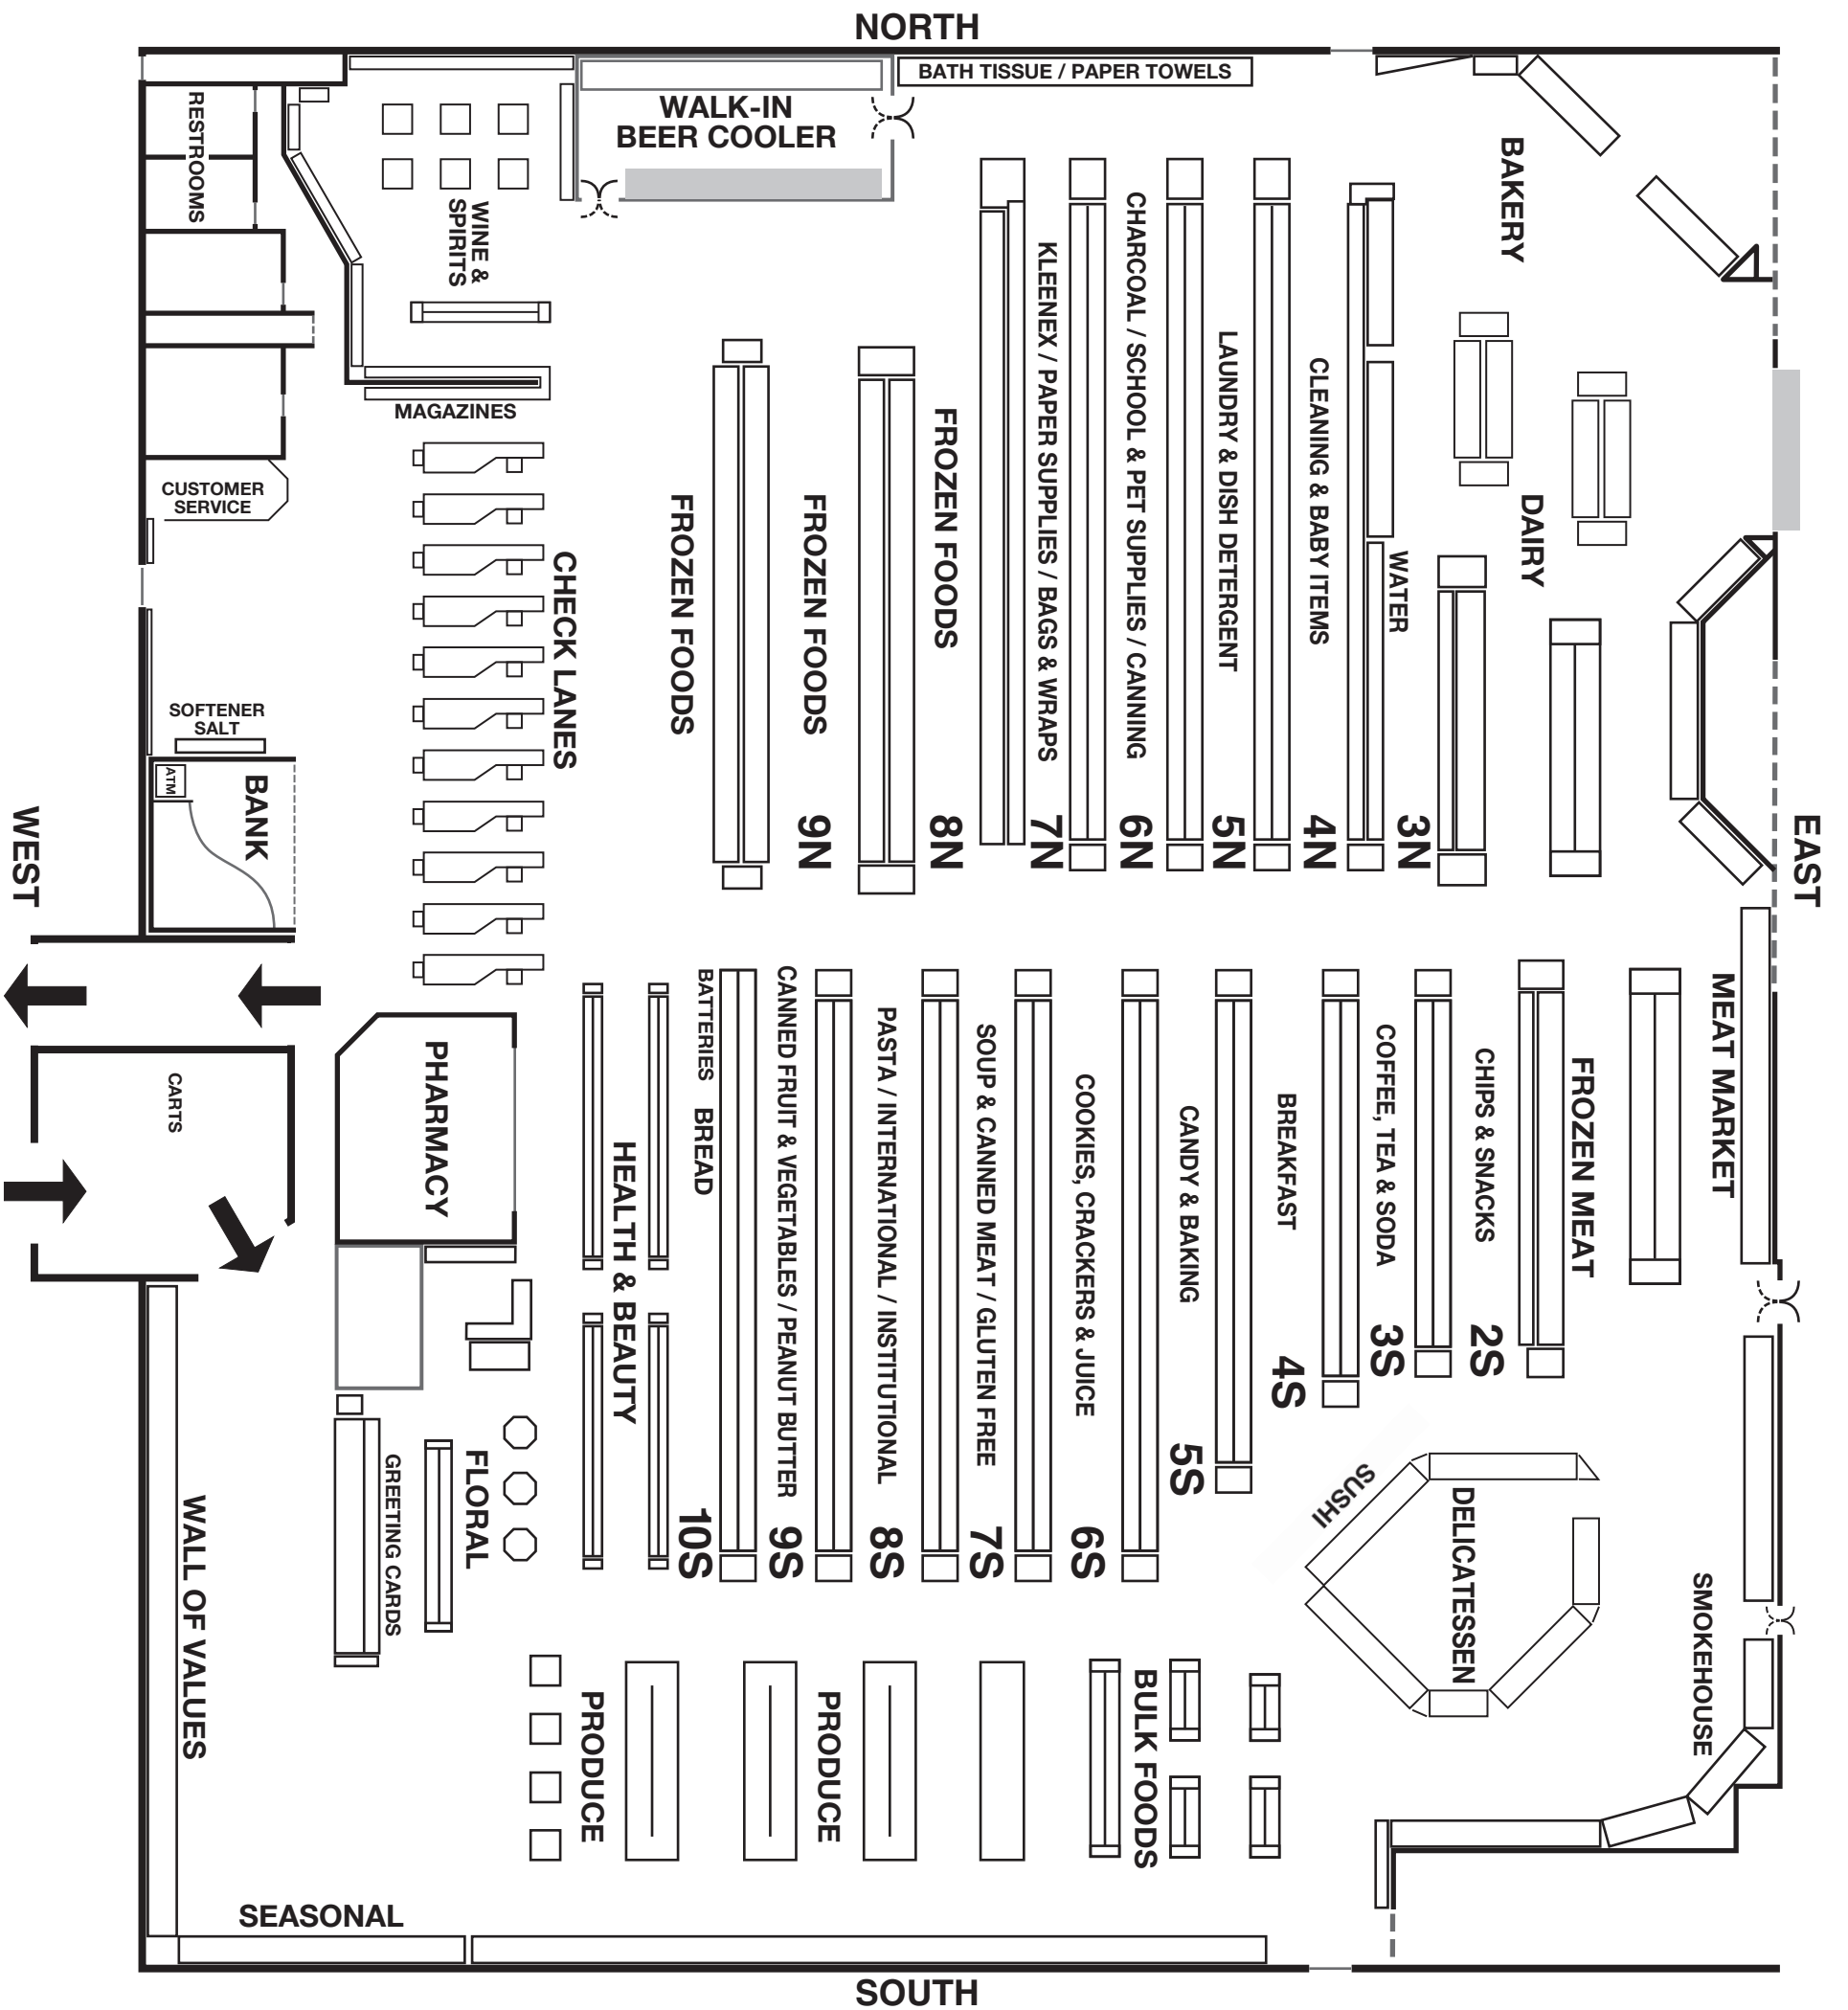 NORTH
BATH TISSUE / PAPER TOWELS
WALK-IN
BEER COOLER
RESTROOMS
WINE &
SPIRITS
BAKERY
MAGAZINES
CUSTOMER
SERVICE
CHECK LANES
FROZEN FOODS
FROZEN FOODS
9N
FROZEN FOODS
8N
KLEENEX / PAPER SUPPLIES / BAGS & WRAPS
7N
CHARCOAL / SCHOOL & PET SUPPLIES / CANNING
6N
LAUNDRY & DISH DETERGENT
5N
CLEANING & BABY ITEMS
4N
WATER
3N
DAIRY
SOFTENER
SALT
ATM
BANK
WEST
EAST
CARTS
PHARMACY
HEALTH & BEAUTY
BATTERIES
BREAD
10S
CANNED FRUIT & VEGETABLES / PEANUT BUTTER
9S
PASTA / INTERNATIONAL / INSTITUTIONAL
8S
SOUP & CANNED MEAT / GLUTEN FREE
7S
COOKIES, CRACKERS & JUICE
6S
CANDY & BAKING
5S
BREAKFAST
4S
COFFEE, TEA & SODA
3S
CHIPS & SNACKS
2S
FROZEN MEAT
MEAT MARKET
WALL OF VALUES
GREETING CARDS
FLORAL
SUSHI
DELICATESSEN
SMOKEHOUSE
PRODUCE
PRODUCE
BULK FOODS
SEASONAL
SOUTH